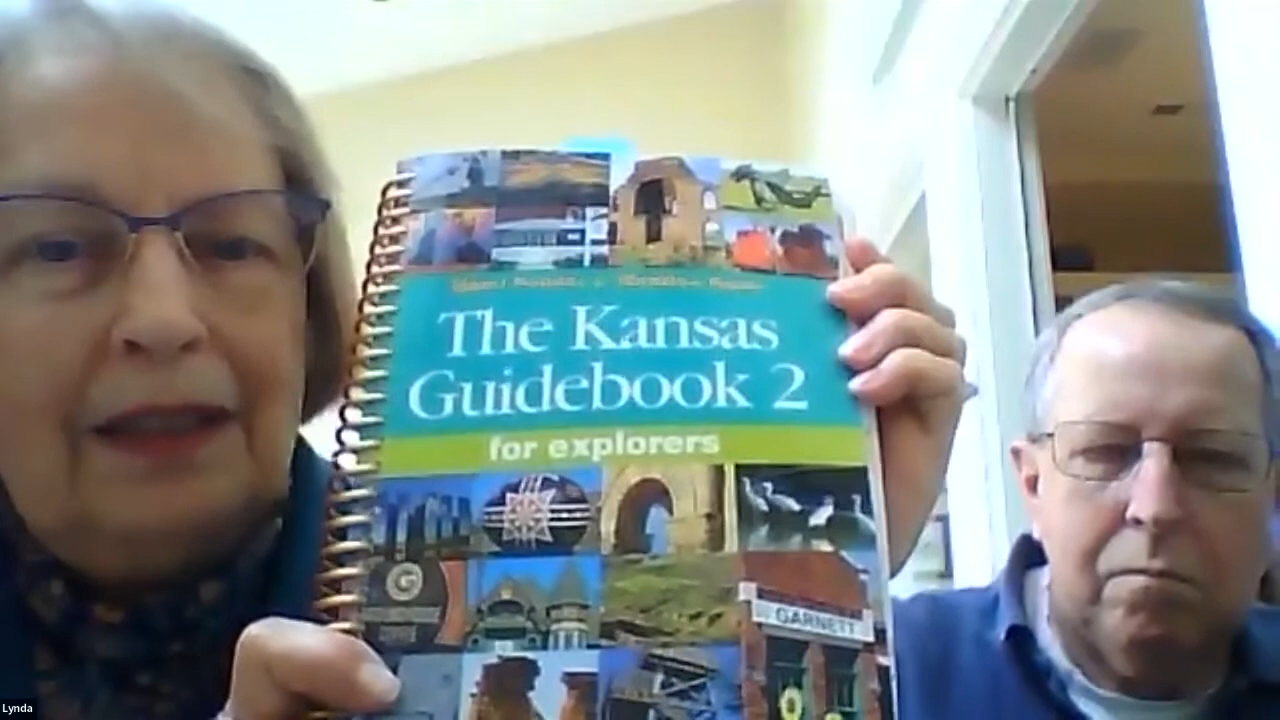 The Kansas
Guidebook 2
for explorers
G
GARNETT
Lynda